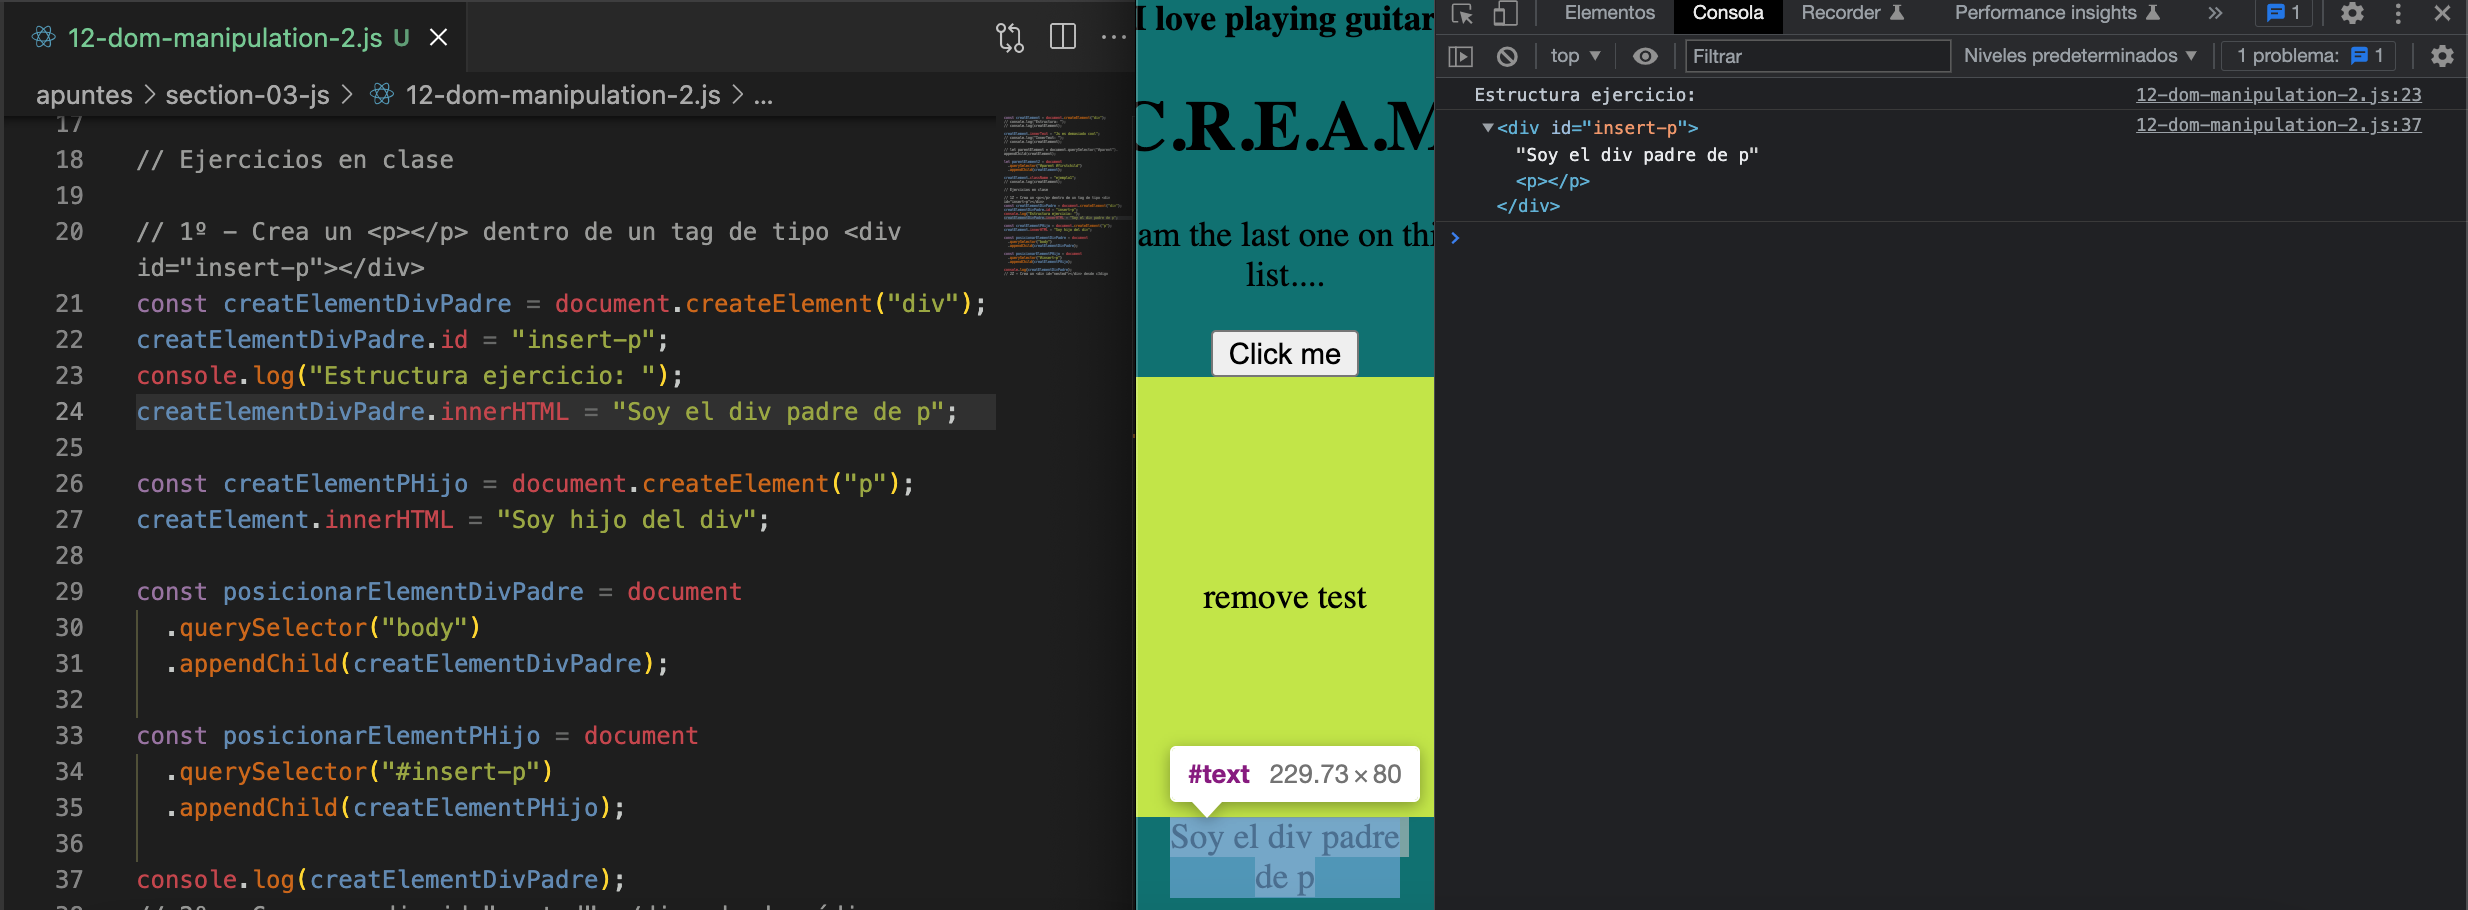 12-dom-manipulation-2.js U
apuntes > section-03-js > 12-dom-manipulation-2.js > ...
17
18 // Ejercicios en clase
19
20 // 1º - Crea un <p></p> dentro de un tag de tipo <div
id="insert-p"></div>
21 const creatElementDivPadre = document.createElement("div");
22 creatElementDivPadre.id = "insert-p";
23 console.log("Estructura ejercicio: ");
24 creatElementDivPadre.innerHTML = "Soy el div padre de p";
25
26 const creatElementPHijo = document.createElement("p");
27 creatElement.innerHTML = "Soy hijo del div";
28
29 const posicionarElementDivPadre = document
30 .querySelector("body")
31 .appendChild(creatElementDivPadre);
32
33 const posicionarElementPHijo = document
34 .querySelector("#insert-p")
35 .appendChild(creatElementPHijo);
36
37 console.log(creatElementDivPadre);
I love playing guitar
C.R.E.A.M
am the last one on thi
list....
Click me
remove test
#text 229.73 × 80
Soy el div padre
de p
Elementos Consola Recorder Performance insights » 1
top Filtrar Niveles predeterminados 1 problema: 1
Estructura ejercicio: 12-dom-manipulation-2.js:23
<div id="insert-p"> 12-dom-manipulation-2.js:37
"Soy el div padre de p"
<p></p>
</div>